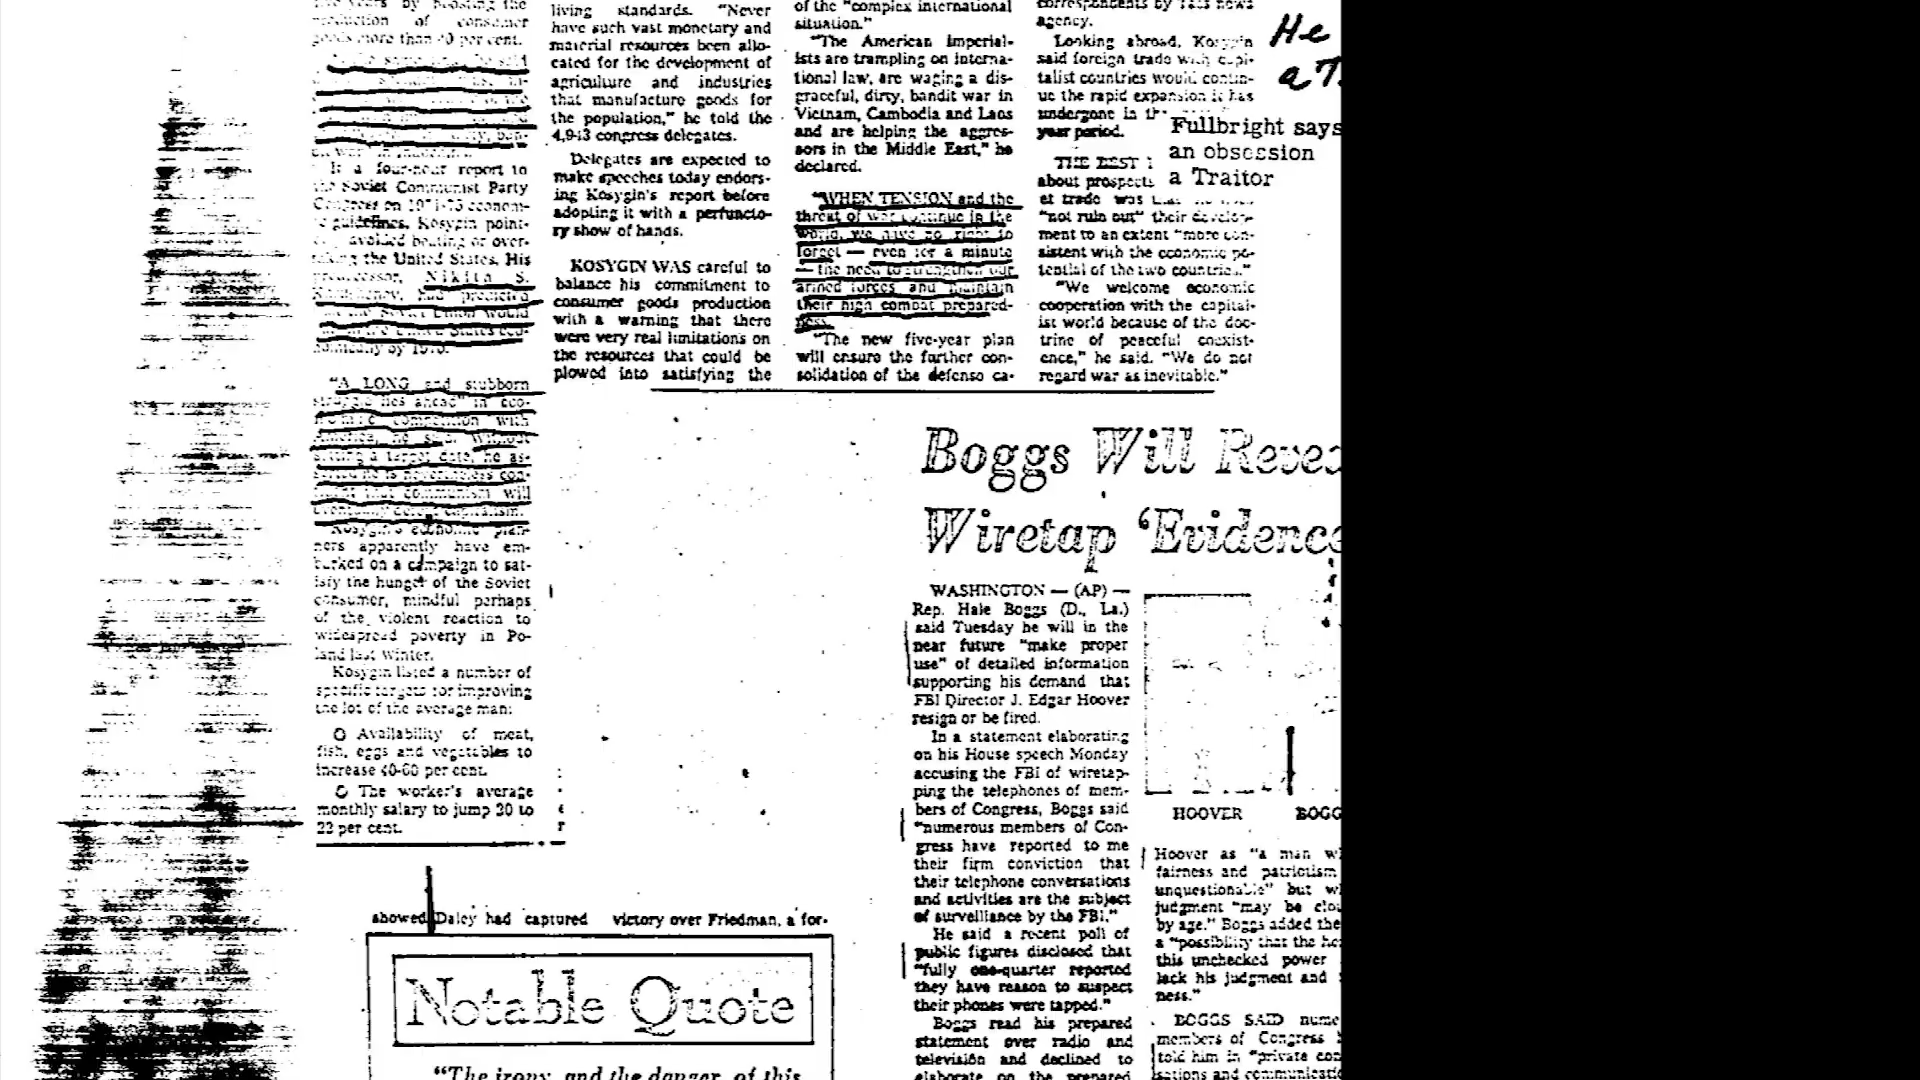 production of consumer
goods more than 40 per cent.
In a four-hour report to
the Soviet Communist Party
Congress on 1971-75 econom-
ic guidelines, Kosygin point-
avoided boasting or over-
taking the United States. His
predecessor, Nikita S.
had predicted
the Soviet Union would
"A LONG and stubborn
struggle lies ahead" in eco-
nomic competition with
America, he said. Without
setting a target date, he as-
he is nevertheless con-
that communism will
eventually defeat capitalism.
Kosygin's economic plan-
ners apparently have em-
barked on a campaign to sat-
isfy the hunger of the Soviet
consumer, mindful perhaps
of the violent reaction to
widespread poverty in Po-
land last winter.
Kosygin listed a number of
specific targets for improving
the lot of the average man:
O Availability of meat,
fish, eggs and vegetables to
increase 40-60 per cent.
O The worker's average
monthly salary to jump 20 to
22 per cent.
living standards. "Never
have such vast monetary and
material resources been allo-
cated for the development of
agriculture and industries
that manufacture goods for
the population," he told the
4,943 congress delegates.
Delegates are expected to
make speeches today endors-
ing Kosygin's report before
adopting it with a perfuncto-
ry show of hands.
KOSYGIN WAS careful to
balance his commitment to
consumer goods production
with a warning that there
were very real limitations on
the resources that could be
plowed into satisfying the
of the "complex international
situation."
"The American imperial-
ists are trampling on interna-
tional law, are waging a dis-
graceful, dirty, bandit war in
Vietnam, Cambodia and Laos
and are helping the aggres-
sors in the Middle East," he
declared.
"WHEN TENSION and the
threat of war continue in the
world, we have no right to
forget — even for a minute
— the need to strengthen our
armed forces and maintain
their high combat prepared-
ness.
"The new five-year plan
will ensure the further con-
solidation of the defense ca-
correspondents by Tass news
agency.
Looking abroad, Kosygin
said foreign trade with capi-
talist countries would contin-
ue the rapid expansion it has
undergone in th
year period.
THE BEST
about prospects
et trade was that he
"not rule out" their develop-
ment to an extent "more con-
sistent with the economic po-
tential of the two countries."
"We welcome economic
cooperation with the capital-
ist world because of the doc-
trine of peaceful coexist-
ence," he said. "We do not
regard war as inevitable."
He
a T
Fullbright says
an obsession
a Traitor
Boggs Will Revea
Wiretap 'Evidence
WASHINGTON — (AP) —
Rep. Hale Boggs (D., La.)
said Tuesday he will in the
near future "make proper
use" of detailed information
supporting his demand that
FBI Director J. Edgar Hoover
resign or be fired.
In a statement elaborating
on his House speech Monday
accusing the FBI of wiretap-
ping the telephones of mem-
bers of Congress, Boggs said
"numerous members of Con-
gress have reported to me
their firm conviction that
their telephone conversations
and activities are the subject
of surveillance by the FBI."
He said a recent poll of
public figures disclosed that
"fully one-quarter reported
they have reason to suspect
their phones were tapped."
Boggs read his prepared
statement over radio and
television and declined to
elaborate on the prepared
HOOVER BOGG
Hoover as "a man w
fairness and patriotism
unquestionable" but w
judgment "may be clou
by age." Boggs added the
a "possibility that the he
this unchecked power
lack his judgment and
ness."
BOGGS SAID nume
members of Congress
told him in "private con
sations and communicati
showed Daley had captured victory over Friedman, a for-
Notable Quote
"The irony, and the danger, of this